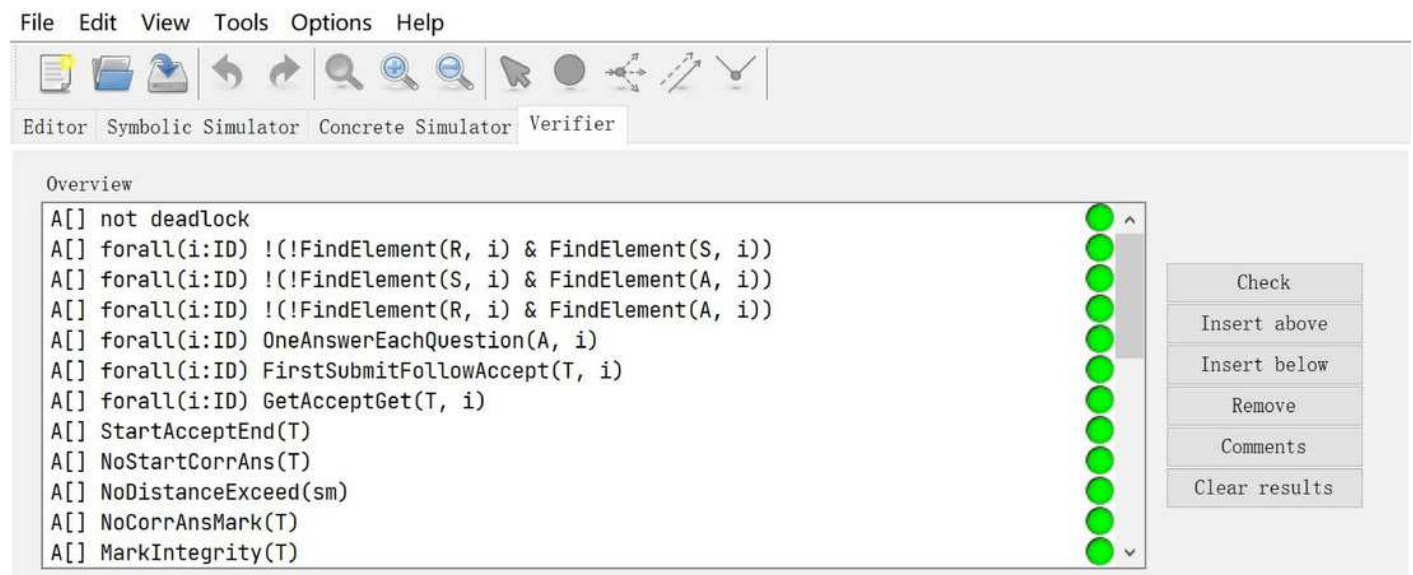 File Edit View Tools Options Help
Editor Symbolic Simulator Concrete Simulator Verifier
Overview
A[] not deadlock
A[] forall(i:ID) !(!FindElement(R, i) & FindElement(S, i))
A[] forall(i:ID) !(!FindElement(S, i) & FindElement(A, i))
A[] forall(i:ID) !(!FindElement(R, i) & FindElement(A, i))
A[] forall(i:ID) OneAnswerEachQuestion(A, i)
A[] forall(i:ID) FirstSubmitFollowAccept(T, i)
A[] forall(i:ID) GetAcceptGet(T, i)
A[] StartAcceptEnd(T)
A[] NoStartCorrAns(T)
A[] NoDistanceExceed(sm)
A[] NoCorrAnsMark(T)
A[] MarkIntegrity(T)
Check
Insert above
Insert below
Remove
Comments
Clear results